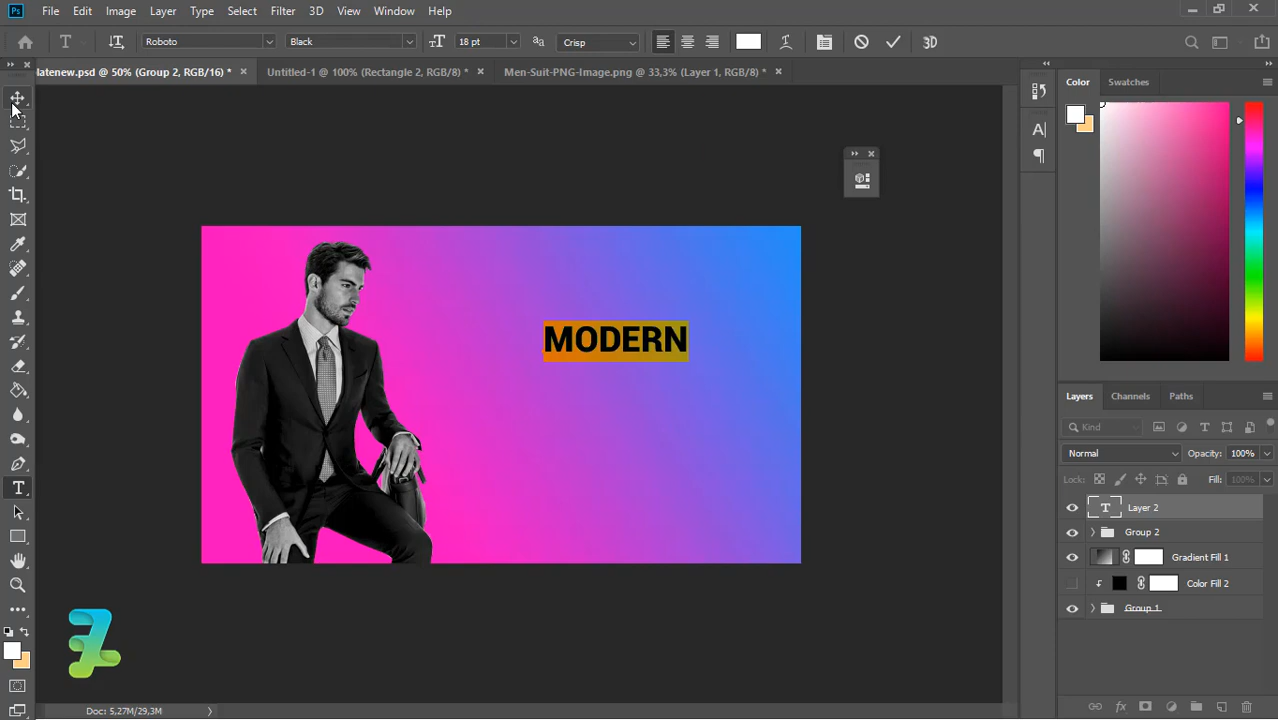 Ps File Edit Image Layer Type Select Filter 3D View Window Help
T Roboto Black 18 pt Crisp 3D
latenew.psd @ 50% (Group 2, RGB/16) * Untitled-1 @ 100% (Rectangle 2, RGB/8) * Men-Suit-PNG-Image.png @ 33,3% (Layer 1, RGB/8) *
Color Swatches
MODERN
Layers Channels Paths
Kind
Normal Opacity: 100%
Lock: Fill: 100%
T Layer 2
Group 2
Gradient Fill 1
Color Fill 2
Group 1
Doc: 5,27M/29,3M